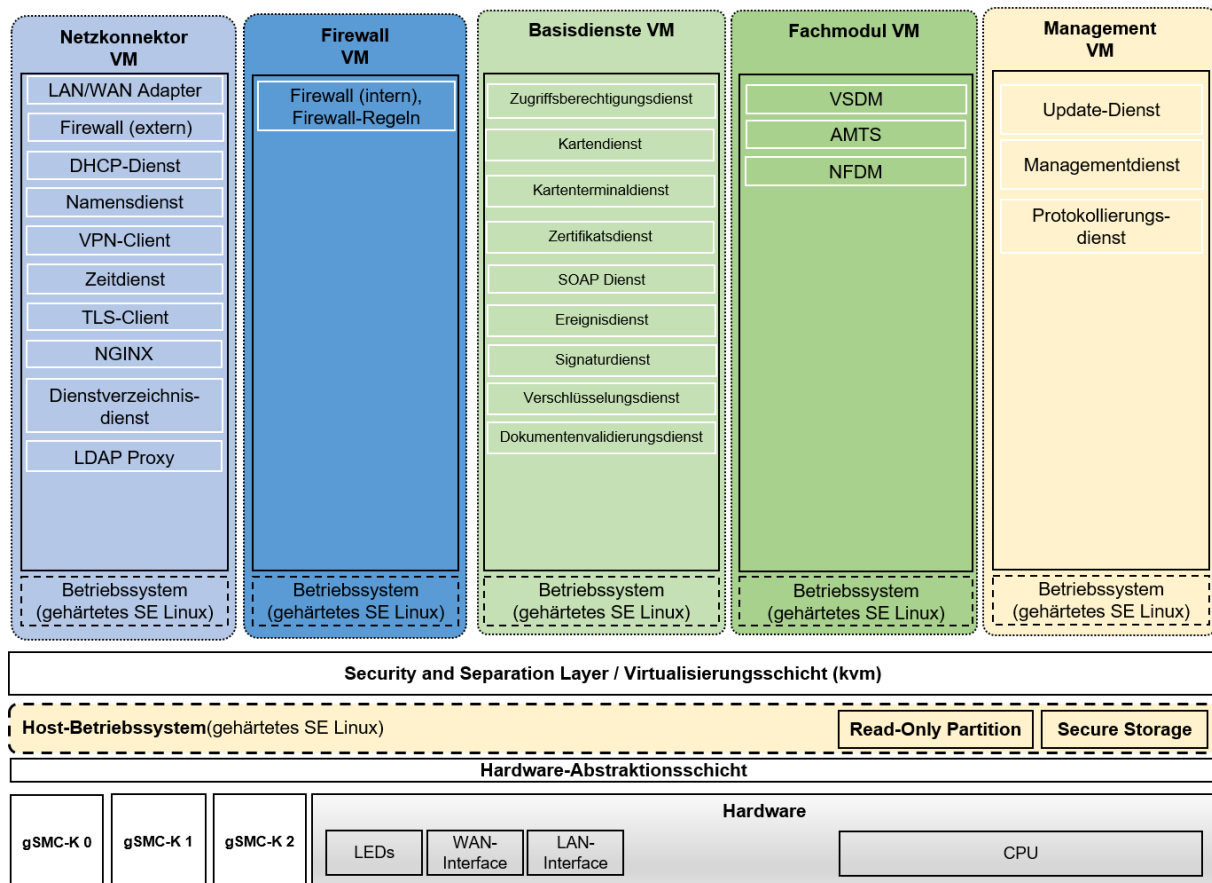 Netzkonnektor
VM
LAN/WAN Adapter
Firewall (extern)
DHCP-Dienst
Namensdienst
VPN-Client
Zeitdienst
TLS-Client
NGINX
Dienstverzeichnis-
dienst
LDAP Proxy
Betriebssystem
(gehärtetes SE Linux)
Firewall
VM
Firewall (intern),
Firewall-Regeln
Betriebssystem
(gehärtetes SE Linux)
Basisdienste VM
Zugriffsberechtigungsdienst
Kartendienst
Kartenterminaldienst
Zertifikatsdienst
SOAP Dienst
Ereignisdienst
Signaturdienst
Verschlüsselungsdienst
Dokumentenvalidierungsdienst
Betriebssystem
(gehärtetes SE Linux)
Fachmodul VM
VSDM
AMTS
NFDM
Betriebssystem
(gehärtetes SE Linux)
Management
VM
Update-Dienst
Managementdienst
Protokollierungs-
dienst
Betriebssystem
(gehärtetes SE Linux)
Security and Separation Layer / Virtualisierungsschicht (kvm)
Host-Betriebssystem(gehärtetes SE Linux)
Read-Only Partition
Secure Storage
Hardware-Abstraktionsschicht
gSMC-K 0
gSMC-K 1
gSMC-K 2
Hardware
LEDs
WAN-
Interface
LAN-
Interface
CPU